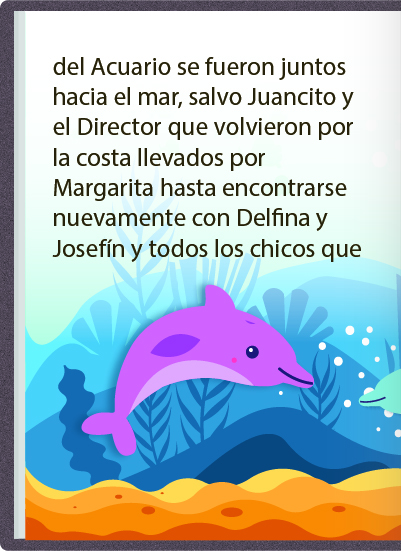 del Acuario se fueron juntos
hacia el mar, salvo Juancito y
el Director que volvieron por
la costa llevados por
Margarita hasta encontrarse
nuevamente con Delfina y
Josefín y todos los chicos que